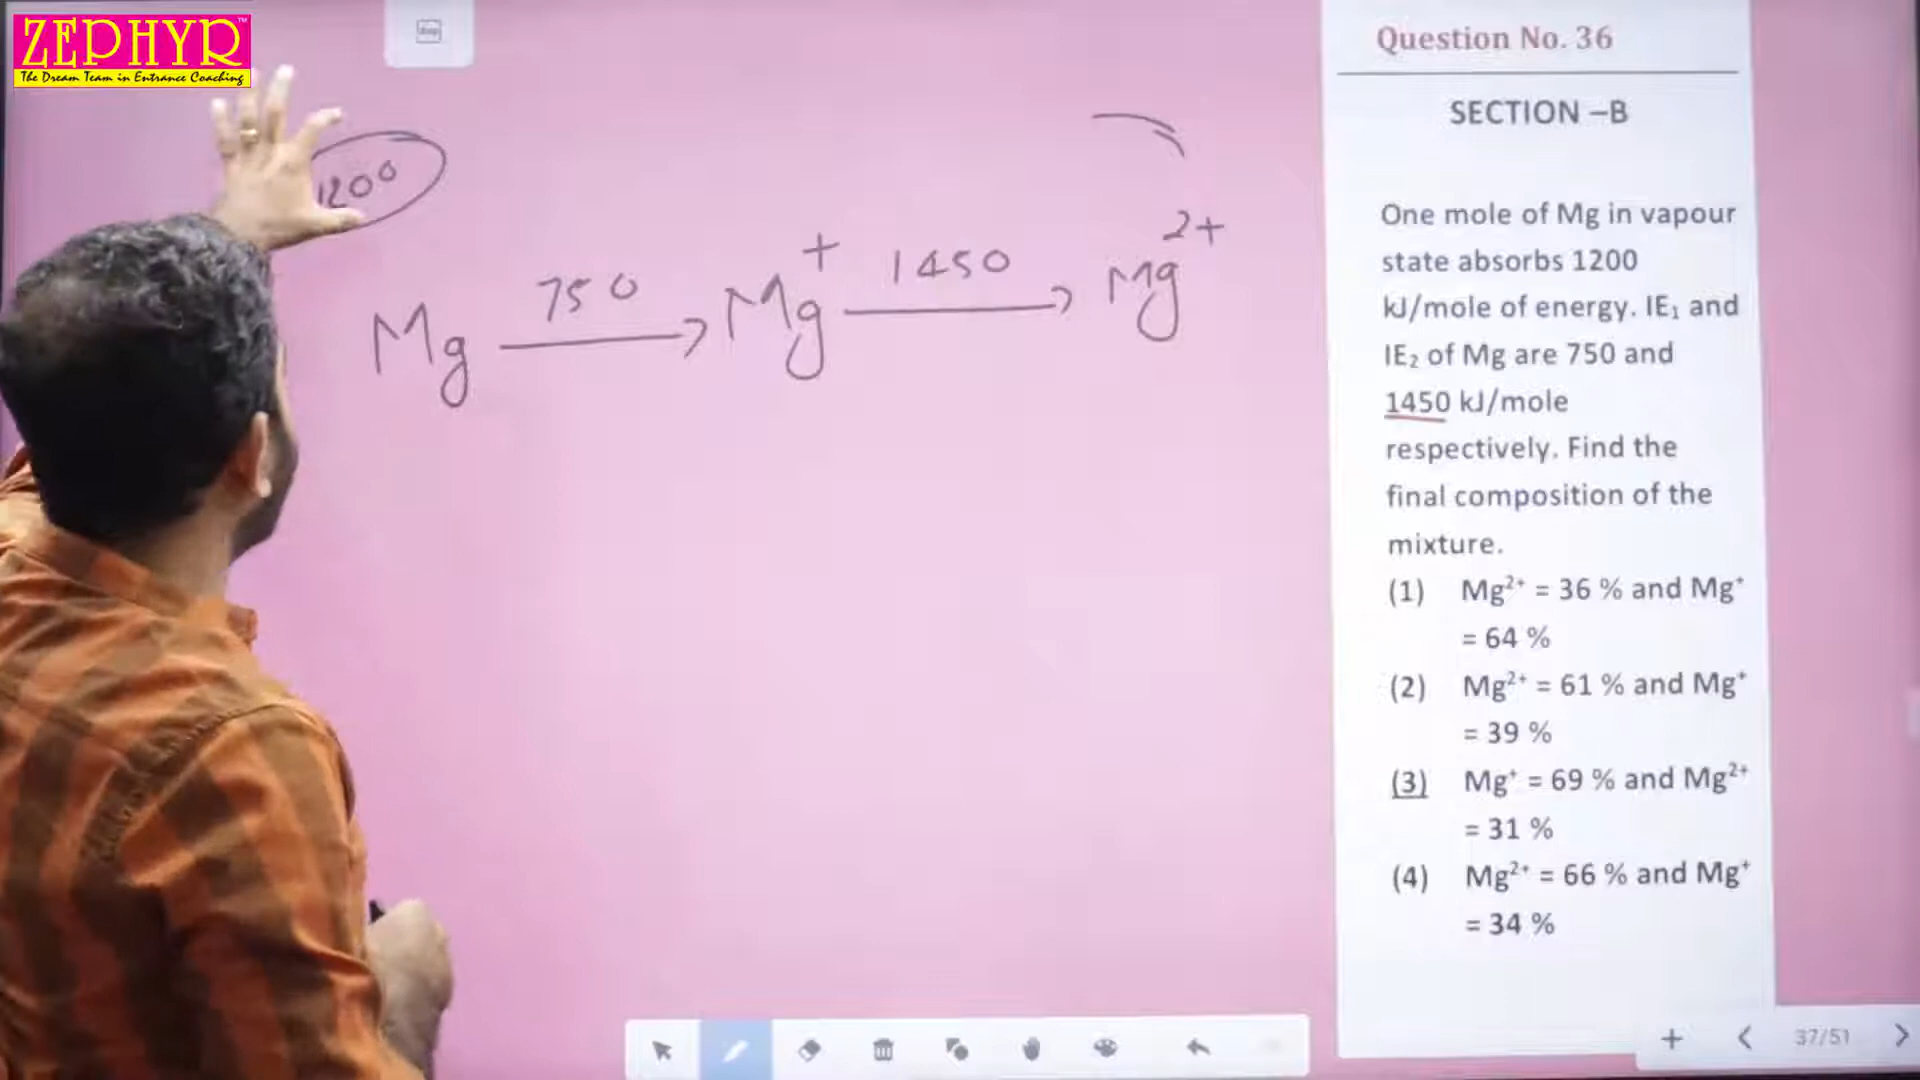 ZEPHYR™
The Dream Team in Entrance Coaching
1200
Mg 750 Mg+ 1450 Mg2+
Question No. 36
SECTION –B
One mole of Mg in vapour
state absorbs 1200
kJ/mole of energy. IE₁ and
IE₂ of Mg are 750 and
1450 kJ/mole
respectively. Find the
final composition of the
mixture.
(1) Mg²⁺ = 36 % and Mg⁺
= 64 %
(2) Mg²⁺ = 61 % and Mg⁺
= 39 %
(3) Mg⁺ = 69 % and Mg²⁺
= 31 %
(4) Mg²⁺ = 66 % and Mg⁺
= 34 %
37/51